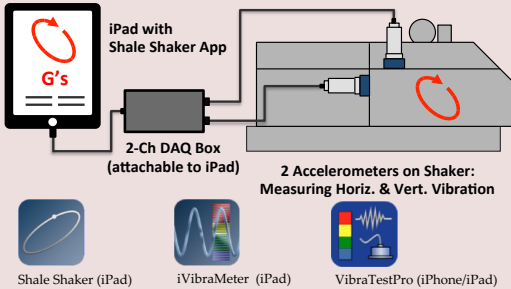 iPad with
Shale Shaker App
G's
2-Ch DAQ Box
(attachable to iPad)
2 Accelerometers on Shaker:
Measuring Horiz. & Vert. Vibration
Shale Shaker (iPad)
iVibraMeter (iPad)
VibraTestPro (iPhone/iPad)